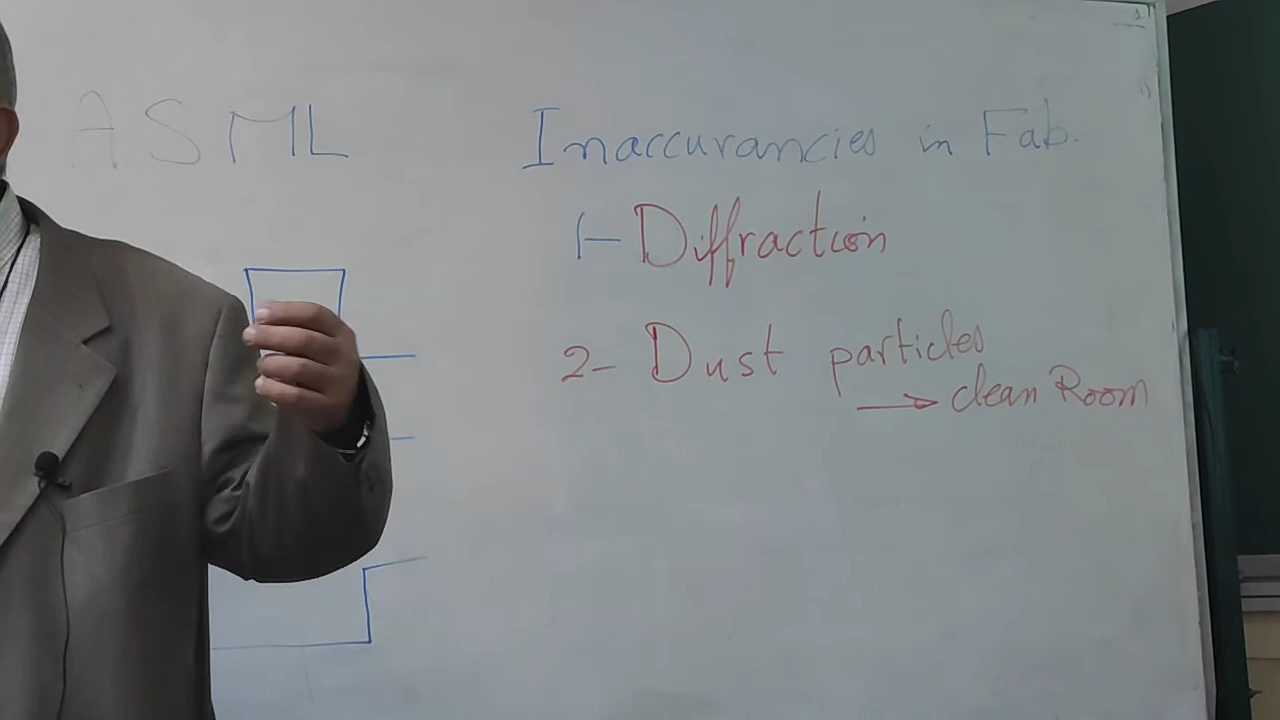 ASML
Inaccurancies in Fab.
1- Diffraction
2- Dust particles
→ clean Room